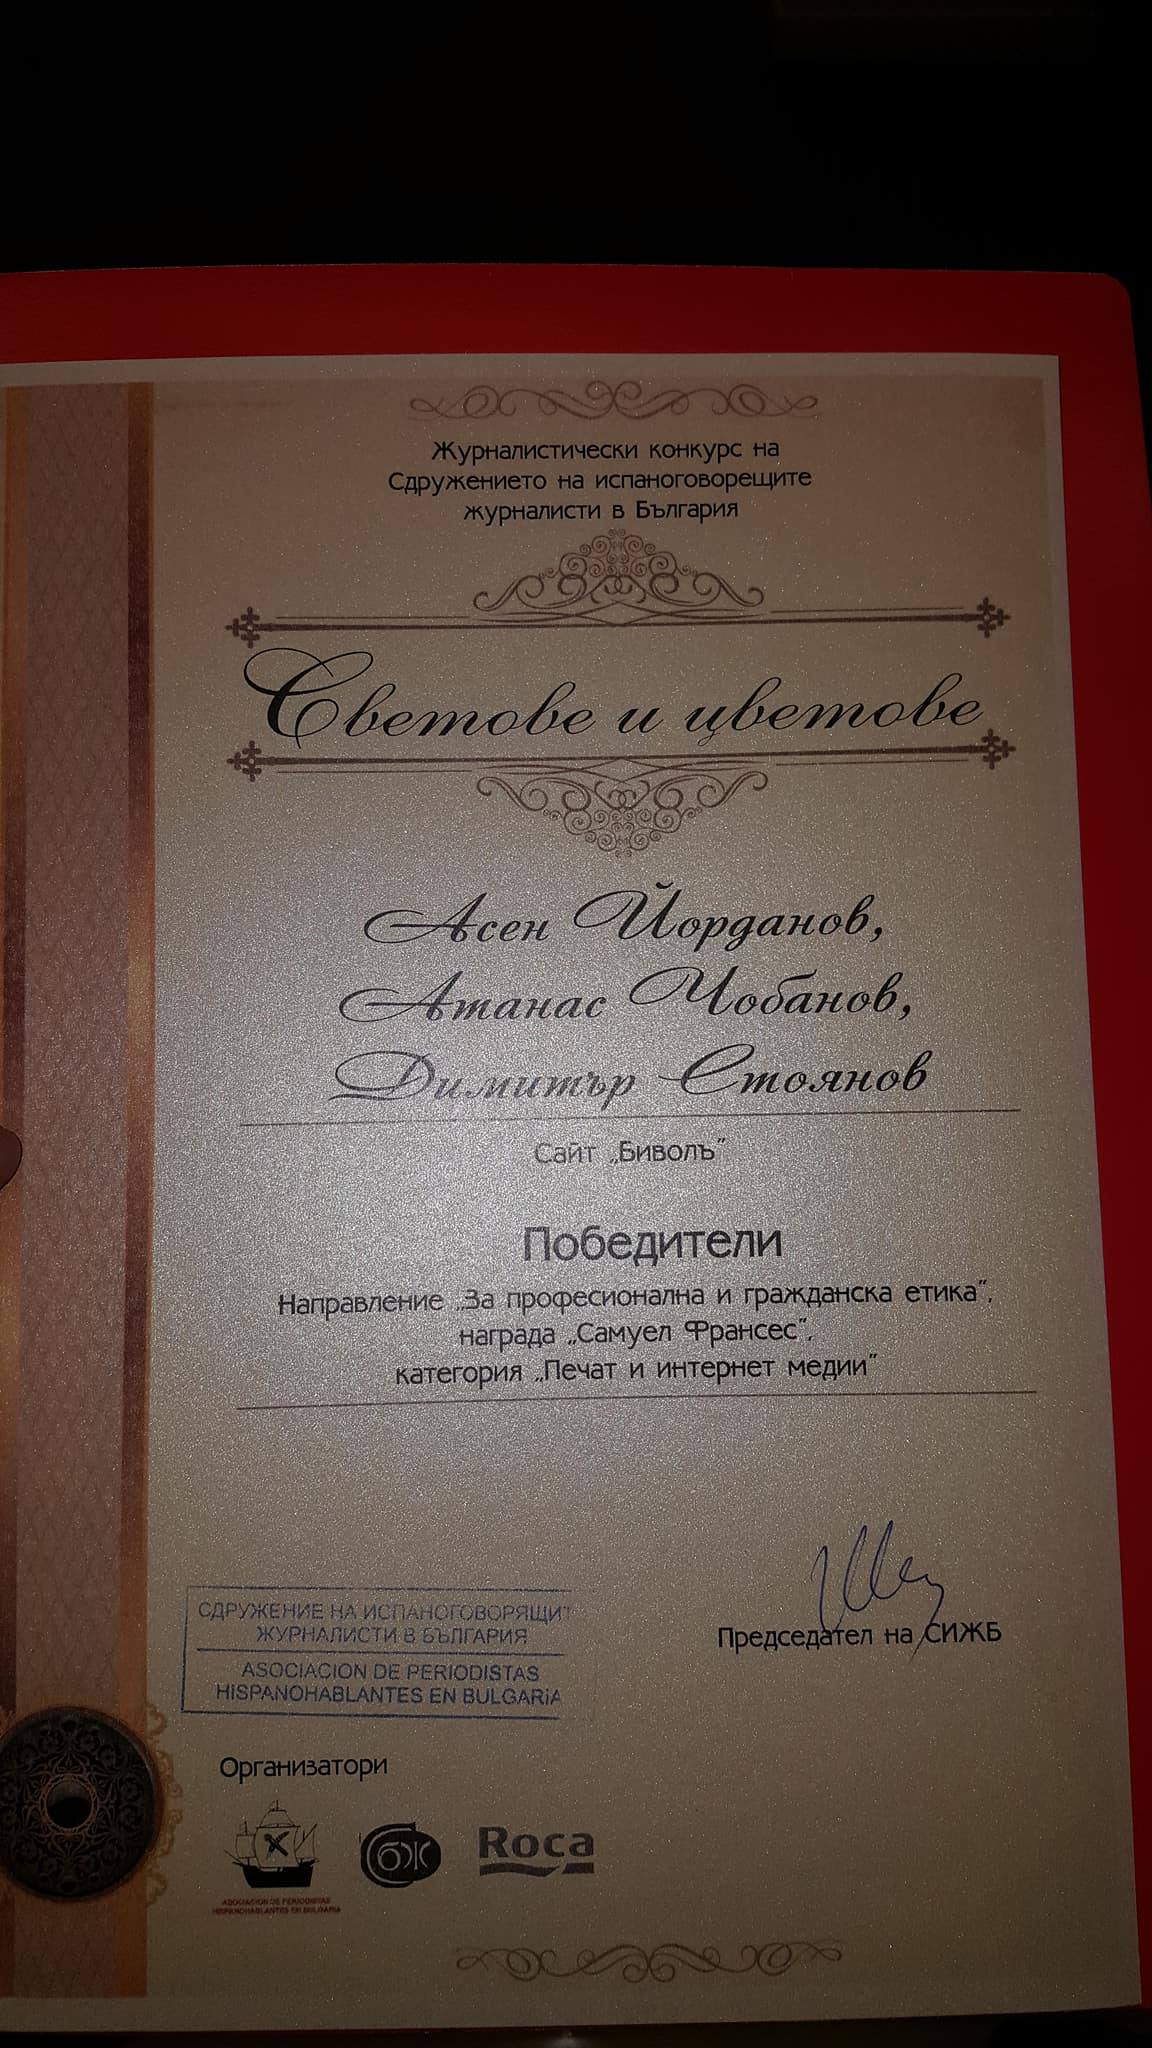 Журналистически конкурс на
Сдружението на испаноговорещите
журналисти в България
Светове и цветове
Асен Йорданов,
Атанас Чобанов,
Димитър Стоянов
Сайт „Биволъ”
Победители
Направление „За професионална и гражданска етика”,
награда „Самуел Франсес”,
категория „Печат и интернет медии”
СДРУЖЕНИЕ НА ИСПАНОГОВОРЯЩИТ
ЖУРНАЛИСТИ В БЪЛГАРИЯ
ASOCIACION DE PERIODISTAS
HISPANOHABLANTES EN BULGARiA
Председател на СИЖБ
Организатори
СБЖ
Roca
ASOCIACION DE PERIODISTAS
HISPANOHABLANTES EN BULGARIA